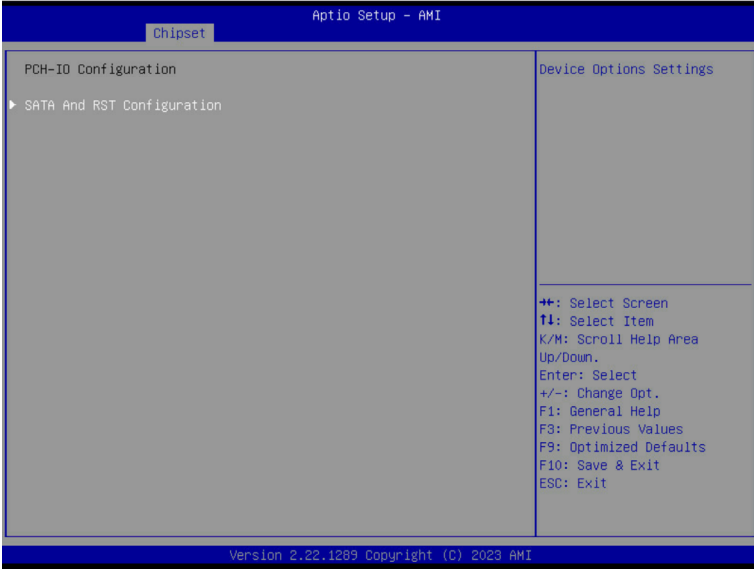 Aptio Setup – AMI
Chipset
PCH-IO Configuration
SATA And RST Configuration
Device Options Settings
→←: Select Screen
↑↓: Select Item
K/M: Scroll Help Area
Up/Down.
Enter: Select
+/-: Change Opt.
F1: General Help
F3: Previous Values
F9: Optimized Defaults
F10: Save & Exit
ESC: Exit
Version 2.22.1289 Copyright (C) 2023 AMI